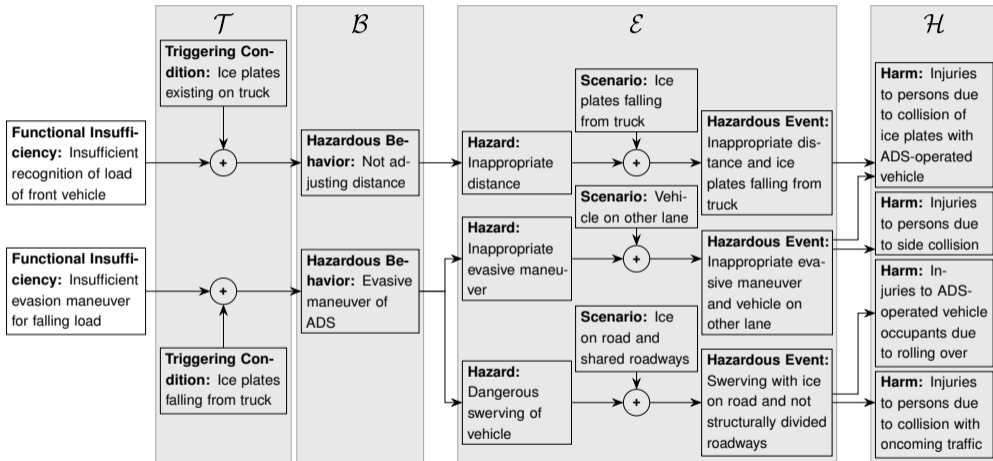 𝒯
Triggering Con-
dition: Ice plates
existing on truck
Functional Insuffi-
ciency: Insufficient
recognition of load
of front vehicle
+
Functional Insuffi-
ciency: Insufficient
evasion maneuver
for falling load
+
Triggering Condi-
dition: Ice plates
falling from truck
ℬ
Hazardous Be-
havior: Not ad-
justing distance
Hazardous Be-
havior: Evasive
maneuver of
ADS
ℰ
Hazard:
Inappropriate
distance
Scenario: Ice
plates falling
from truck
+
Hazardous Event:
Inappropriate dis-
tance and ice
plates falling from
truck
Hazard:
Inappropriate
evasive maneu-
ver
Scenario: Vehi-
cle on other lane
+
Hazardous Event:
Inappropriate eva-
sive maneuver
and vehicle on
other lane
Hazard:
Dangerous
swerving of
vehicle
Scenario: Ice
on road and
shared roadways
+
Hazardous Event:
Swerving with ice
on road and not
structurally divided
roadways
ℋ
Harm: Injuries
to persons due
to collision of
ice plates with
ADS-operated
vehicle
Harm: Injuries
to persons due
to side collision
Harm: In-
juries to ADS-
operated vehicle
occupants due
to rolling over
Harm: Injuries
to persons due
to collision with
oncoming traffic